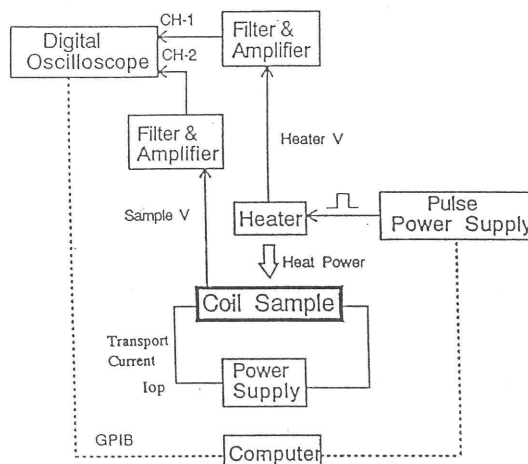 CH-1
Digital
Oscilloscope
CH-2
Filter &
Amplifier
Filter &
Amplifier
Heater V
Sample V
Heater
Pulse
Power Supply
Heat Power
Coil Sample
Transport
Current
Iop
Power
Supply
GPIB
Computer